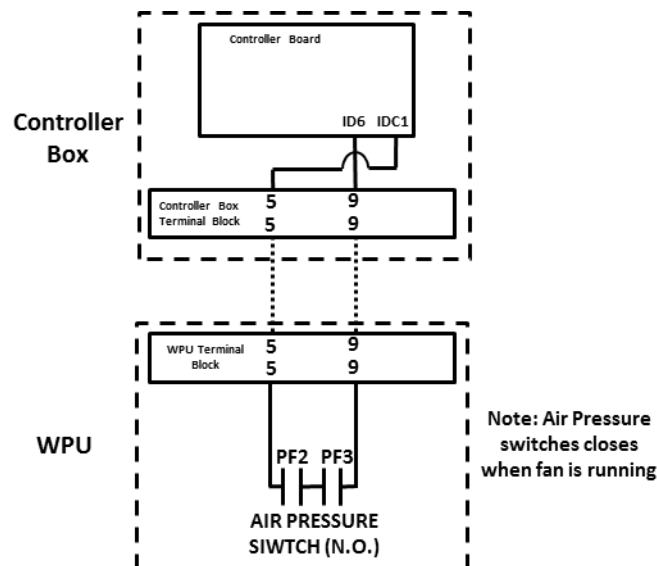 Controller Board
ID6 IDC1
Controller
Box
5 9
Controller Box
Terminal Block
5 9
5 9
WPU Terminal
Block
5 9
WPU
Note: Air Pressure
switches closes
when fan is running
PF2 PF3
AIR PRESSURE
SIWTCH (N.O.)